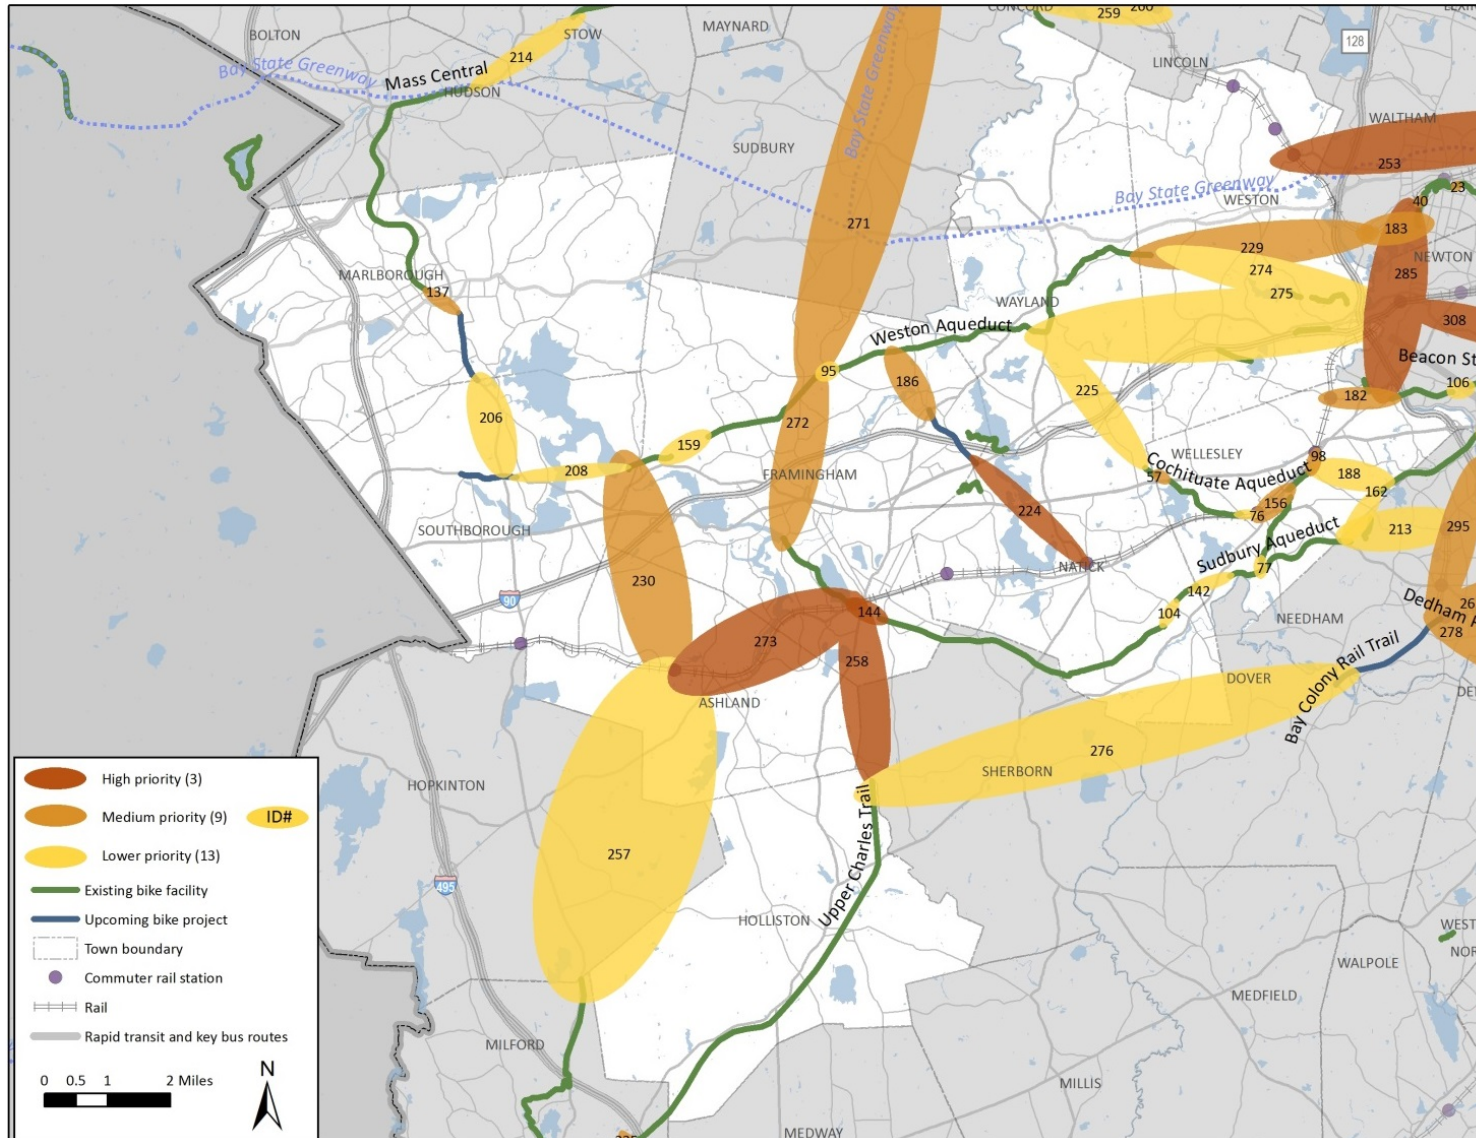 CONCORD
259
200
BOLTON
STOW
MAYNARD
128
LINCOLN
214
Bay State Greenway
Mass Central
HUDSON
Bay State Greenway
SUDBURY
WALTHAM
253
Bay State Greenway
23
WESTON
40
271
183
229
NEWTON
MARLBOROUGH
274
285
137
275
WAYLAND
308
Weston Aqueduct
Beacon St
95
186
225
106
182
206
272
159
WELLESLEY
98
208
FRAMINGHAM
Cochituate Aqueduct
57
188
162
224
156
76
SOUTHBOROUGH
213
295
Sudbury Aqueduct
230
NATICK
77
90
142
144
104
NEEDHAM
26
Dedham A
278
273
258
Bay Colony Rail Trail
DOVER
DE
ASHLAND
276
SHERBORN
HOPKINTON
High priority (3)
Medium priority (9)
ID#
Lower priority (13)
257
Upper Charles Trail
495
Existing bike facility
Upcoming bike project
HOLLISTON
WEST
Town boundary
NOR
WALPOLE
Commuter rail station
MEDFIELD
Rail
Rapid transit and key bus routes
MILFORD
N
0 0.5 1 2 Miles
MILLIS
MEDWAY